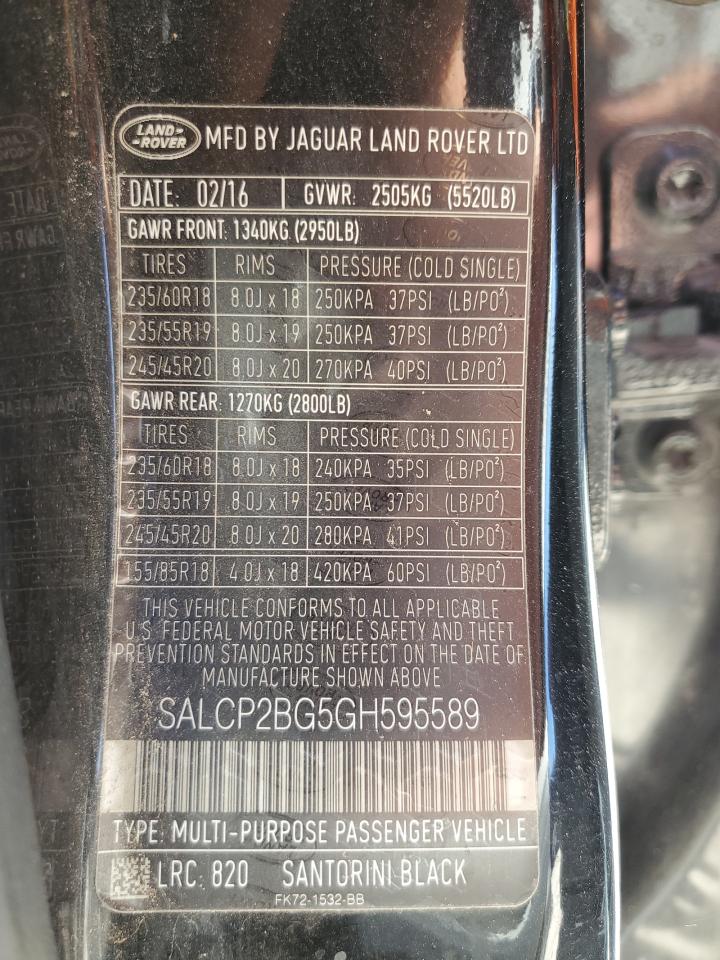 LAND-
-ROVER
MFD BY JAGUAR LAND ROVER LTD
DATE: 02/16 GVWR: 2505KG (5520LB)
GAWR FRONT: 1340KG (2950LB)
TIRES RIMS PRESSURE (COLD SINGLE)
235/60R18 8.0J x 18 250KPA 37PSI (LB/PO²)
235/55R19 8.0J x 19 250KPA 37PSI (LB/PO²)
245/45R20 8.0J x 20 270KPA 40PSI (LB/PO²)
GAWR REAR: 1270KG (2800LB)
TIRES RIMS PRESSURE (COLD SINGLE)
235/60R18 8.0J x 18 240KPA 35PSI (LB/PO²)
235/55R19 8.0J x 19 250KPA 37PSI (LB/PO²)
245/45R20 8.0J x 20 280KPA 41PSI (LB/PO²)
155/85R18 4.0J x 18 420KPA 60PSI (LB/PO²)
THIS VEHICLE CONFORMS TO ALL APPLICABLE
U.S. FEDERAL MOTOR VEHICLE SAFETY AND THEFT
PREVENTION STANDARDS IN EFFECT ON THE DATE OF
MANUFACTURE SHOWN ABOVE
SALCP2BG5GH595589
TYPE: MULTI-PURPOSE PASSENGER VEHICLE
LRC: 820 SANTORINI BLACK
FK72-1532-BB